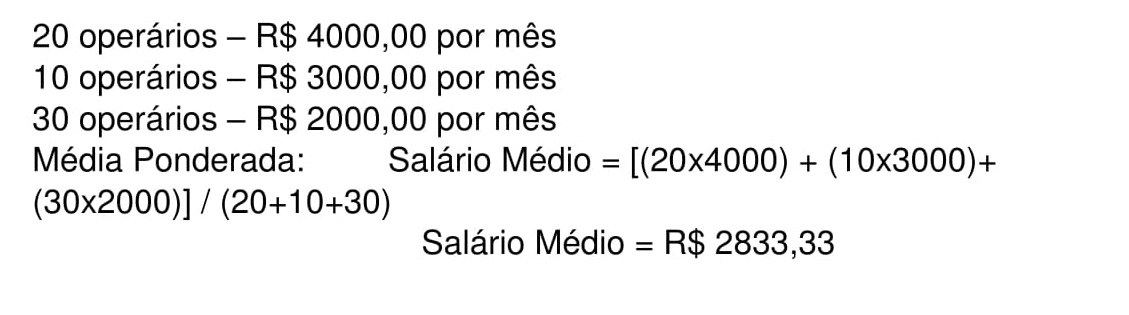 20 operários – R$ 4000,00 por mês
10 operários – R$ 3000,00 por mês
30 operários – R$ 2000,00 por mês
Média Ponderada: Salário Médio = [(20x4000) + (10x3000)+
(30x2000)] / (20+10+30)
Salário Médio = R$ 2833,33